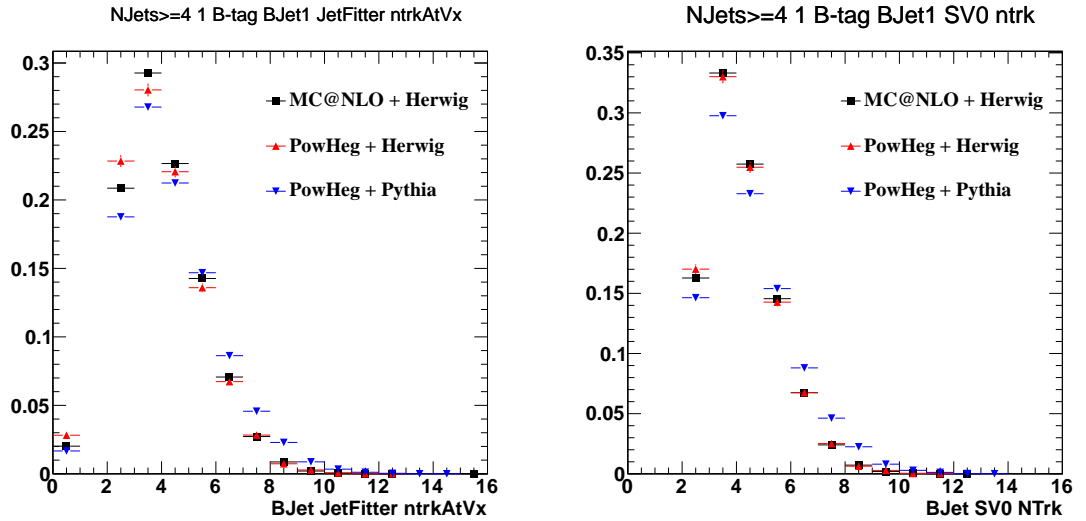 NJets>=4 1 B-tag BJet1 JetFitter ntrkAtVx
0.3
0.25
0.2
0.15
0.1
0.05
0
MC@NLO + Herwig
PowHeg + Herwig
PowHeg + Pythia
0 2 4 6 8 10 12 14 16
BJet JetFitter ntrkAtVx
NJets>=4 1 B-tag BJet1 SV0 ntrk
0.35
0.3
0.25
0.2
0.15
0.1
0.05
0
MC@NLO + Herwig
PowHeg + Herwig
PowHeg + Pythia
0 2 4 6 8 10 12 14 16
BJet SV0 NTrk